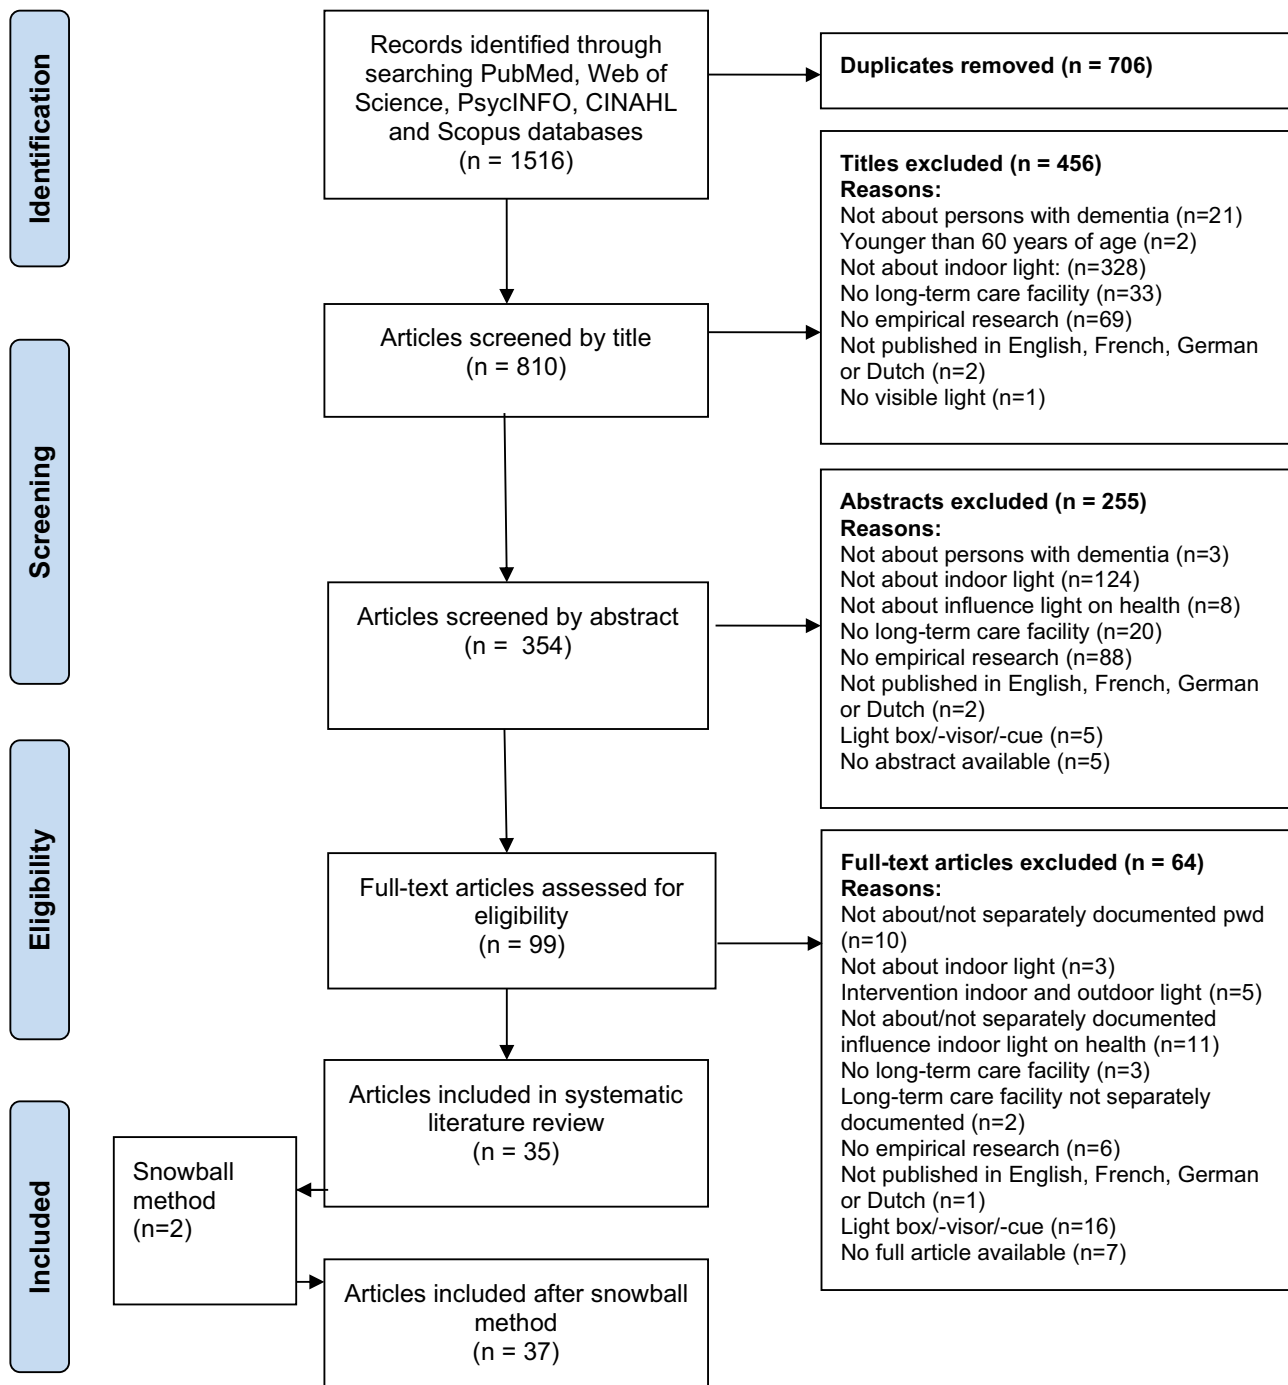 Identification
Records identified through
searching PubMed, Web of
Science, PsycINFO, CINAHL
and Scopus databases
(n = 1516)
Duplicates removed (n = 706)
Titles excluded (n = 456)
Reasons:
Not about persons with dementia (n=21)
Younger than 60 years of age (n=2)
Not about indoor light: (n=328)
No long-term care facility (n=33)
No empirical research (n=69)
Not published in English, French, German
or Dutch (n=2)
No visible light (n=1)
Screening
Articles screened by title
(n = 810)
Articles screened by abstract
(n =  354)
Abstracts excluded (n = 255)
Reasons:
Not about persons with dementia (n=3)
Not about indoor light (n=124)
Not about influence light on health (n=8)
No long-term care facility (n=20)
No empirical research (n=88)
Not published in English, French, German
or Dutch (n=2)
Light box/-visor/-cue (n=5)
No abstract available (n=5)
Eligibility
Full-text articles assessed for
eligibility
(n = 99)
Full-text articles excluded (n = 64)
Reasons:
Not about/not separately documented pwd
(n=10)
Not about indoor light (n=3)
Intervention indoor and outdoor light (n=5)
Not about/not separately documented
influence indoor light on health (n=11)
No long-term care facility (n=3)
Long-term care facility not separately
documented (n=2)
No empirical research (n=6)
Not published in English, French, German
or Dutch (n=1)
Light box/-visor/-cue (n=16)
No full article available (n=7)
Included
Articles included in systematic
literature review
(n = 35)
Snowball
method
(n=2)
Articles included after snowball
method
(n = 37)